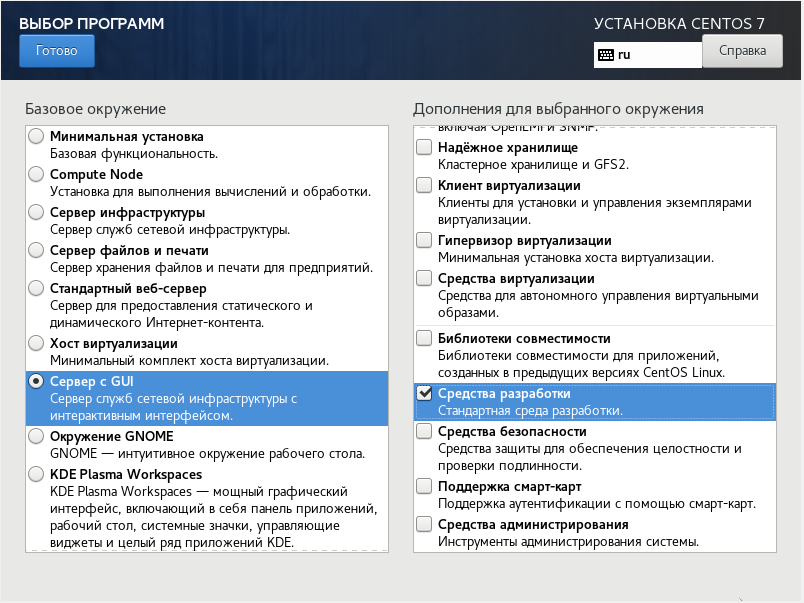 ВЫБОР ПРОГРАММ
УСТАНОВКА CENTOS 7
Готово
ru
Справка
Базовое окружение
Минимальная установка
Базовая функциональность.
Compute Node
Установка для выполнения вычислений и обработки.
Сервер инфраструктуры
Сервер служб сетевой инфраструктуры.
Сервер файлов и печати
Сервер хранения файлов и печати для предприятий.
Стандартный веб-сервер
Сервер для предоставления статического и
динамического Интернет-контента.
Хост виртуализации
Минимальный комплект хоста виртуализации.
Сервер с GUI
Сервер служб сетевой инфраструктуры с
интерактивным интерфейсом.
Окружение GNOME
GNOME — интуитивное окружение рабочего стола.
KDE Plasma Workspaces
KDE Plasma Workspaces — мощный графический
интерфейс, включающий в себя панель приложений,
рабочий стол, системные значки, управляющие
виджеты и целый ряд приложений KDE.
Дополнения для выбранного окружения
включая OpenLMI и SNMP.
Надёжное хранилище
Кластерное хранилище и GFS2.
Клиент виртуализации
Клиенты для установки и управления экземплярами
виртуализации.
Гипервизор виртуализации
Минимальная установка хоста виртуализации.
Средства виртуализации
Средства для автономного управления виртуальными
образами.
Библиотеки совместимости
Библиотеки совместимости для приложений,
созданных в предыдущих версиях CentOS Linux.
Средства разработки
Стандартная среда разработки.
Средства безопасности
Средства защиты для обеспечения целостности и
проверки подлинности.
Поддержка смарт-карт
Поддержка аутентификации с помощью смарт-карт.
Средства администрирования
Инструменты администрирования системы.